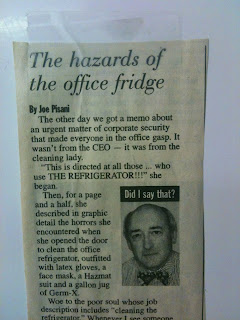 The hazards of
the office fridge
By Joe Pisani
The other day we got a memo about
an urgent matter of corporate security
that made everyone in the office gasp. It
wasn't from the CEO — it was from the
cleaning lady.
"This is directed at all those ... who
use THE REFRIGERATOR!!!" she
began.
Then, for a page
and a half, she
described in graphic
detail the horrors she
encountered when
she opened the door
to clean the office
refrigerator, outfitted
with latex gloves, a
face mask, a Hazmat
suit and a gallon jug
of Germ-X.
Woe to the poor soul whose job
description includes "cleaning the
refrigerator." Whenever I see someone
Did I say that?